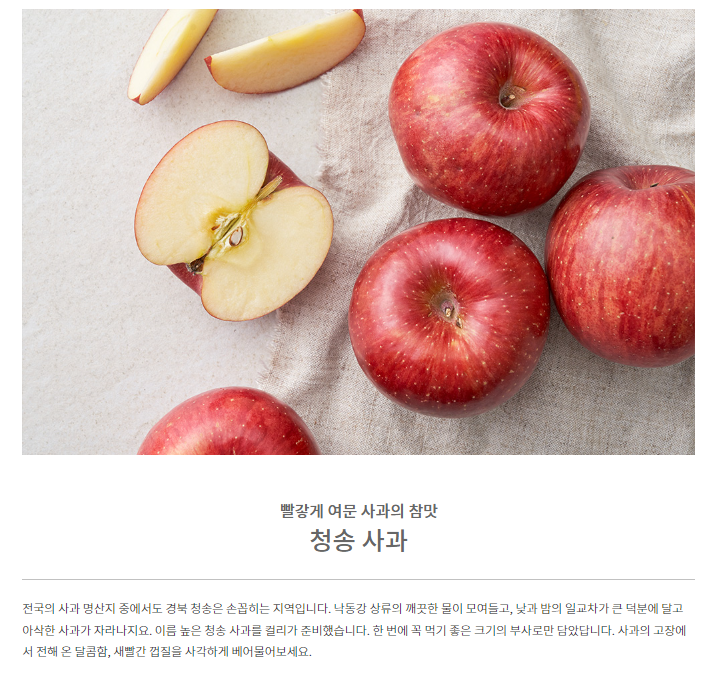 빨갛게 여문 사과의 참맛
청송 사과
전국의 사과 명산지 중에서도 경북 청송은 손꼽히는 지역입니다. 낙동강 상류의 깨끗한 물이 모여들고, 낮과 밤의 일교차가 큰 덕분에 달고
아삭한 사과가 자라나지요. 이름 높은 청송 사과를 컬리가 준비했습니다. 한 번에 꼭 먹기 좋은 크기의 부사로만 담았답니다. 사과의 고장에
서 전해 온 달콤함, 새빨간 껍질을 사각하게 베어물어보세요.